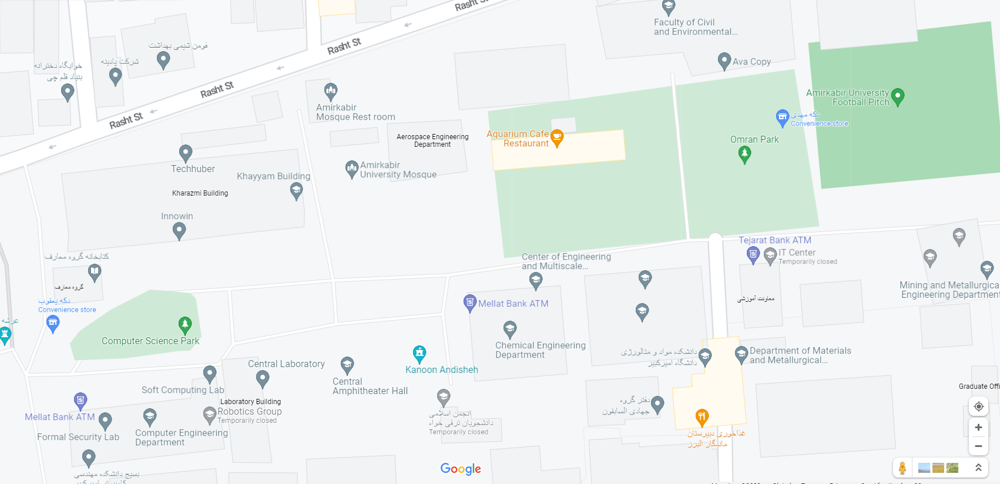 Rasht St
Faculty of Civil
and Environmental...
فومن شیمی بهداشت
Rasht St
شرکت پادینه
Ava Copy
خوابگاه دخترانه
بنیاد قلم چی
Rasht St
Amirkabir University
Football Pitch
Amirkabir
Mosque Rest room
Rasht St
دکه مهدی
Convenience store
Aerospace Engineering
Department
Aquarium Cafe
Restaurant
Omran Park
Techhuber
Amirkabir
University Mosque
Khayyam Building
Kharazmi Building
Innowin
Tejarat Bank ATM
IT Center
Temporarily closed
کتابخانه گروه معارف
Center of Engineering
and Multiscale...
گروه معارف
Mining and Metallurgica
Engineering Department
دکه یعقوب
Convenience store
Mellat Bank ATM
معاونت آموزشی
عرشه
Computer Science Park
Chemical Engineering
Department
دانشکده مواد و متالورژی
دانشگاه امیرکبیر
Department of Materials
and Metallurgical...
Central Laboratory
Kanoon Andisheh
Central
Amphitheater Hall
Soft Computing Lab
Graduate Offi
Laboratory Building
Robotics Group
Temporarily closed
دفتر گروه
جهادی السابقون
Mellat Bank ATM
انجمن اسلامی
دانشجویان ترقی خواه
Temporarily closed
Formal Security Lab
Computer Engineering
Department
غذاخوری دبیرستان
ماندگار البرز
Google
بسیج دانشکده مهندسی